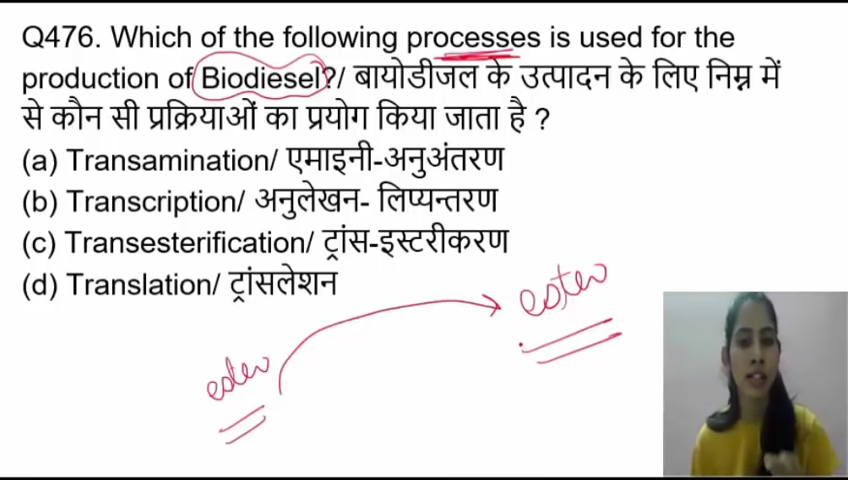 Q476. Which of the following processes is used for the
production of Biodiesel?/ बायोडीजल के उत्पादन के लिए निम्न में
से कौन सी प्रक्रियाओं का प्रयोग किया जाता है ?
(a) Transamination/ एमाइनी-अनुअंतरण
(b) Transcription/ अनुलेखन- लिप्यन्तरण
(c) Transesterification/ ट्रांस-इस्टरीकरण
(d) Translation/ ट्रांसलेशन
ester
ester